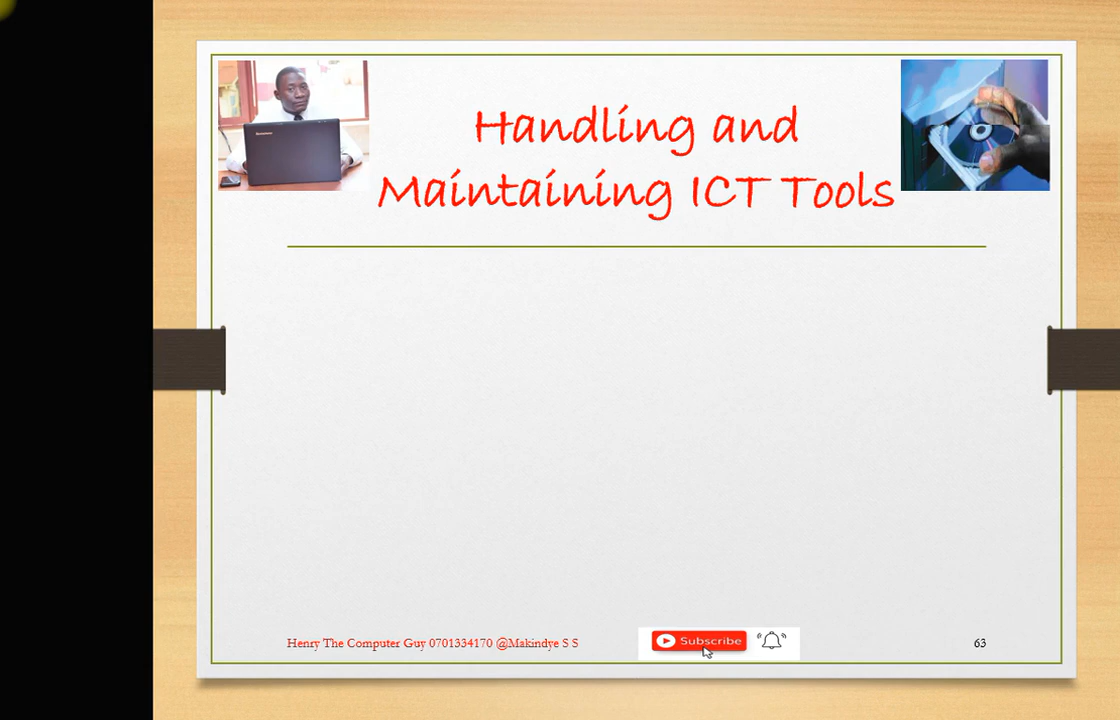 Handling and
Maintaining ICT Tools
Henry The Computer Guy 0701334170 @Makindye S S
Subscribe
63